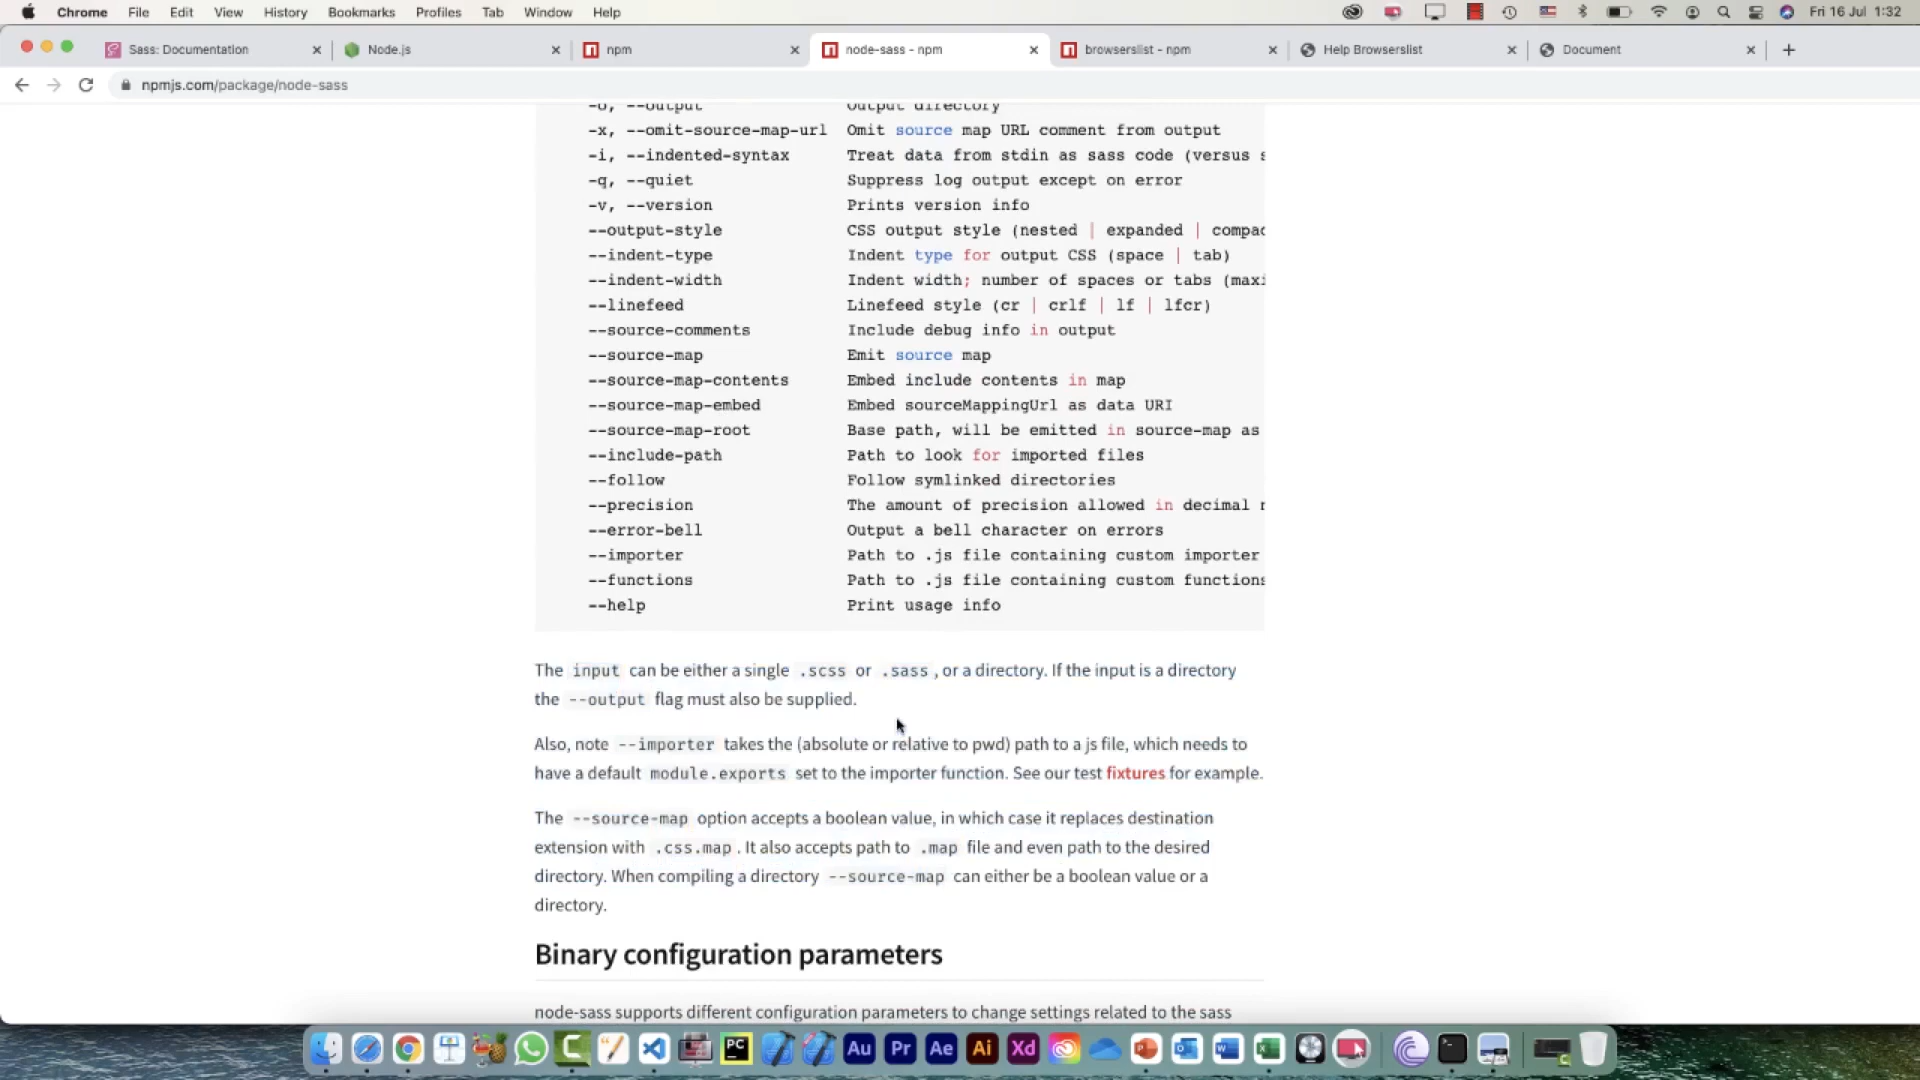 Chrome File Edit View History Bookmarks Profiles Tab Window Help Fri 16 Jul 1:32
Sass: Documentation Node.js npm node-sass - npm browserslist - npm Help Browserslist Document
npmjs.com/package/node-sass
-o, --output Output directory
-x, --omit-source-map-url Omit source map URL comment from output
-i, --indented-syntax Treat data from stdin as sass code (versus s
-q, --quiet Suppress log output except on error
-v, --version Prints version info
--output-style CSS output style (nested | expanded | compac
--indent-type Indent type for output CSS (space | tab)
--indent-width Indent width; number of spaces or tabs (maxi
--linefeed Linefeed style (cr | crlf | lf | lfcr)
--source-comments Include debug info in output
--source-map Emit source map
--source-map-contents Embed include contents in map
--source-map-embed Embed sourceMappingUrl as data URI
--source-map-root Base path, will be emitted in source-map as
--include-path Path to look for imported files
--follow Follow symlinked directories
--precision The amount of precision allowed in decimal n
--error-bell Output a bell character on errors
--importer Path to .js file containing custom importer
--functions Path to .js file containing custom functions
--help Print usage info
The input can be either a single .scss or .sass, or a directory. If the input is a directory
the --output flag must also be supplied.
Also, note --importer takes the (absolute or relative to pwd) path to a js file, which needs to
have a default module.exports set to the importer function. See our test fixtures for example.
The --source-map option accepts a boolean value, in which case it replaces destination
extension with .css.map. It also accepts path to .map file and even path to the desired
directory. When compiling a directory --source-map can either be a boolean value or a
directory.
Binary configuration parameters
node-sass supports different configuration parameters to change settings related to the sass
PC Au Pr Ae Ai Xd